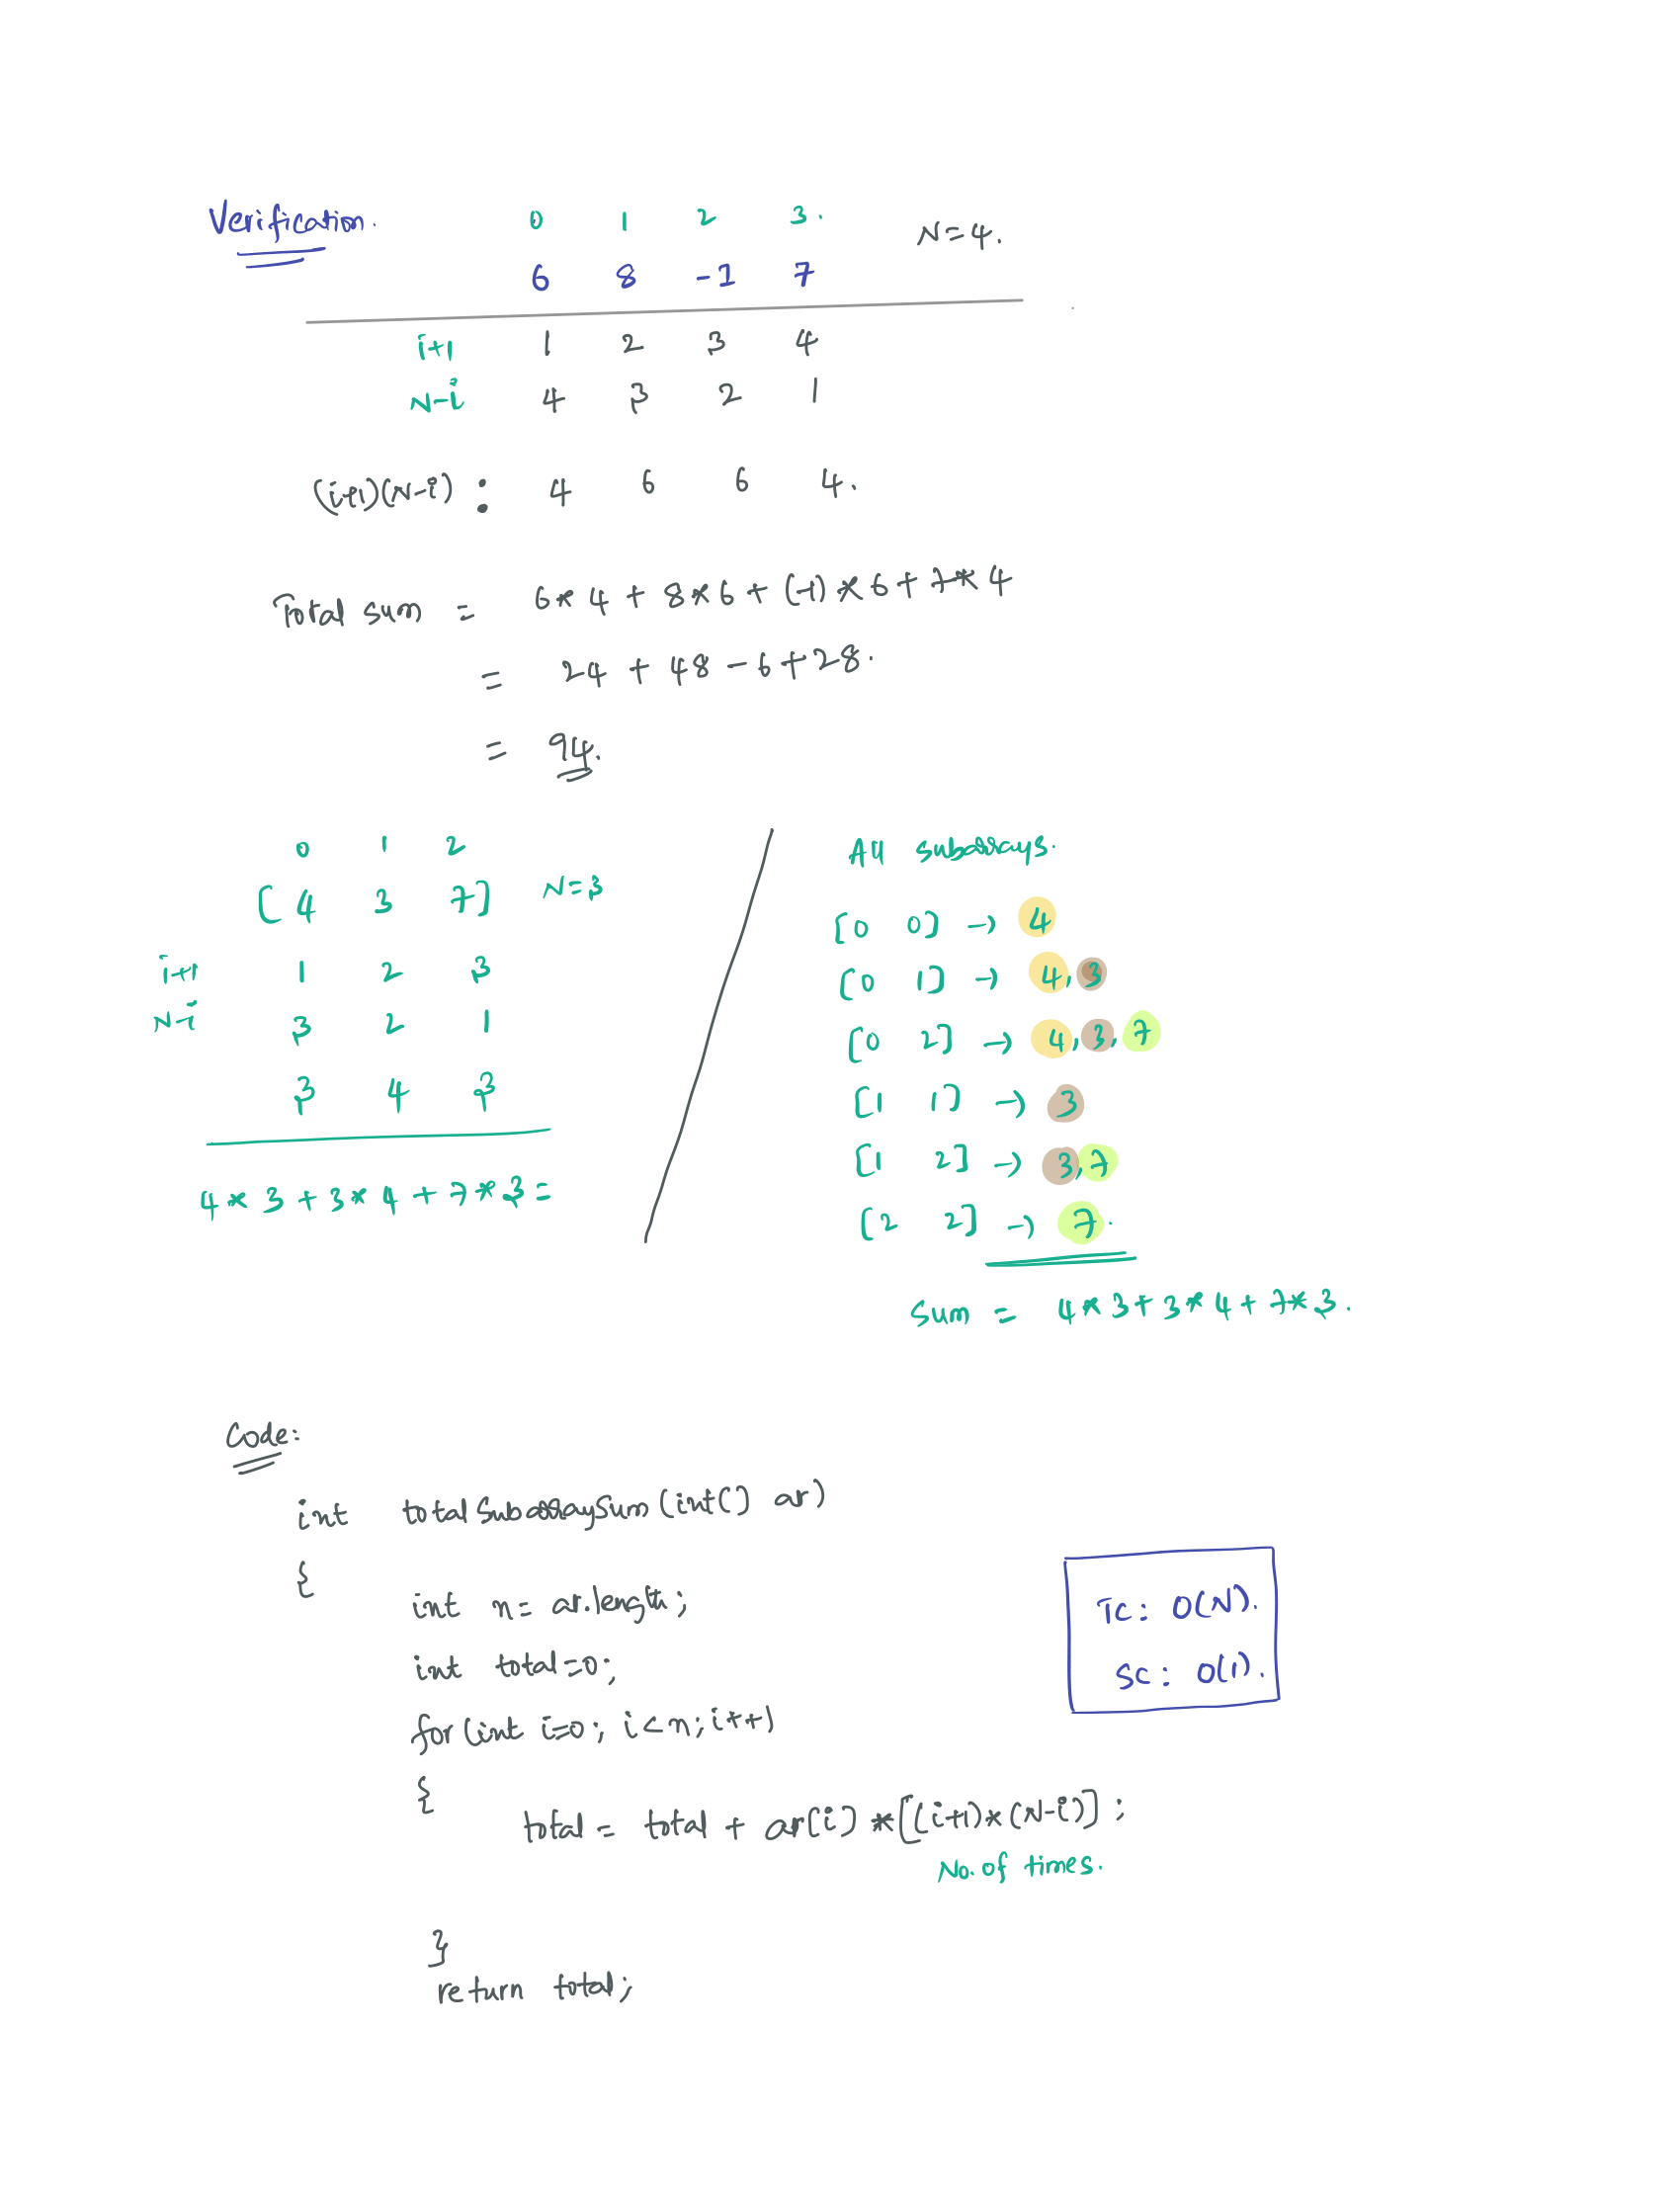 Verification.
0 1 2 3.
N=4.
6 8 -1 7
i+1 1 2 3 4
N-i 4 3 2 1
(i+1)(N-i) : 4 6 6 4.
Total sum = 6* 4 + 8*6 + (-1) * 6 + 7* 4
= 24 + 48 - 6 + 28.
= 94.
0 1 2
[ 4 3 7] N=3
i+1 1 2 3
N-i 3 2 1
3 4 3
4 * 3 + 3* 4 + 7*3 =
All subarrays.
[0 0] -> 4
[0 1] -> 4, 3
[0 2] -> 4, 3, 7
[1 1] -> 3
[1 2] -> 3, 7
[2 2] -> 7.
Sum = 4*3+3*4+7*3.
Code:
int totalSubarraySum (int[] ar)
{
int n= ar.length;
int total=0;
for(int i=0; i<n; i++)
{
total = total + ar[i] *[(i+1)*(N-i)] ;
No. of times.
}
return total;
TC: O(N).
SC: O(1).